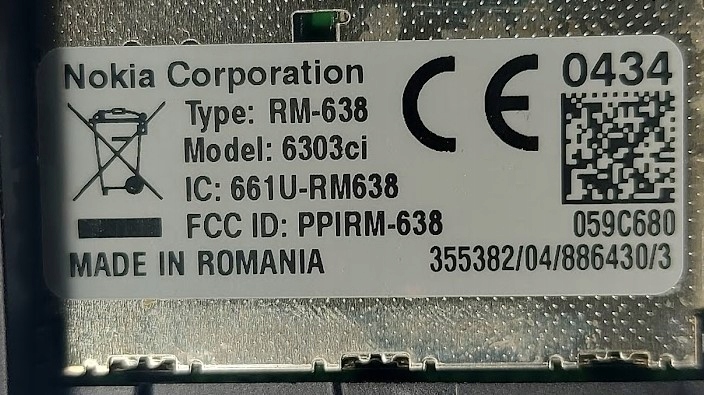 Nokia Corporation
CE 0434
Type: RM-638
Model: 6303ci
IC: 661U-RM638
FCC ID: PPIRM-638
059C680
MADE IN ROMANIA
355382/04/886430/3